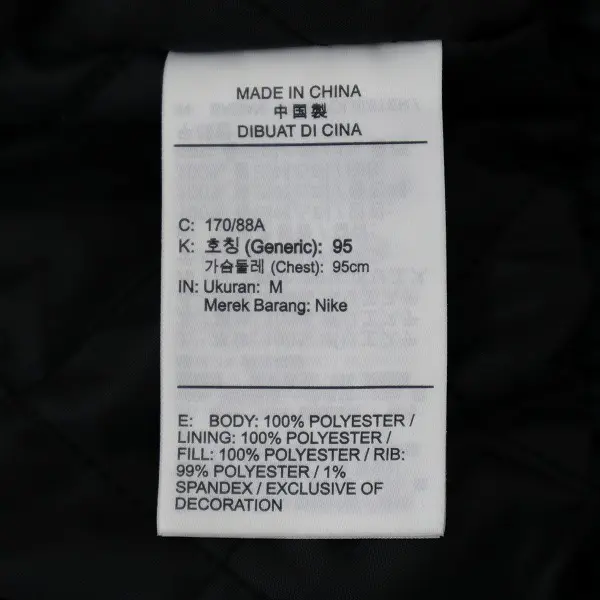 MADE IN CHINA
中国製
DIBUAT DI CINA
C: 170/88A
K: 호칭 (Generic): 95
가슴둘레 (Chest): 95cm
IN: Ukuran: M
Merek Barang: Nike
E: BODY: 100% POLYESTER /
LINING: 100% POLYESTER /
FILL: 100% POLYESTER / RIB:
99% POLYESTER / 1%
SPANDEX / EXCLUSIVE OF
DECORATION